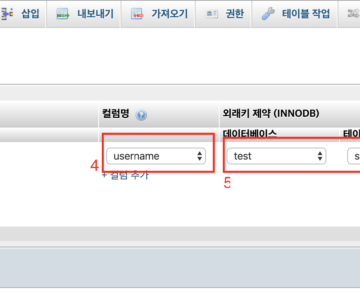 삽입 내보내기 가져오기 권한 테이블 작업
컬럼명 외래키 제약 (INNODB)
데이터베이스 테이
4 username 5 test s
+ 컬럼 추가